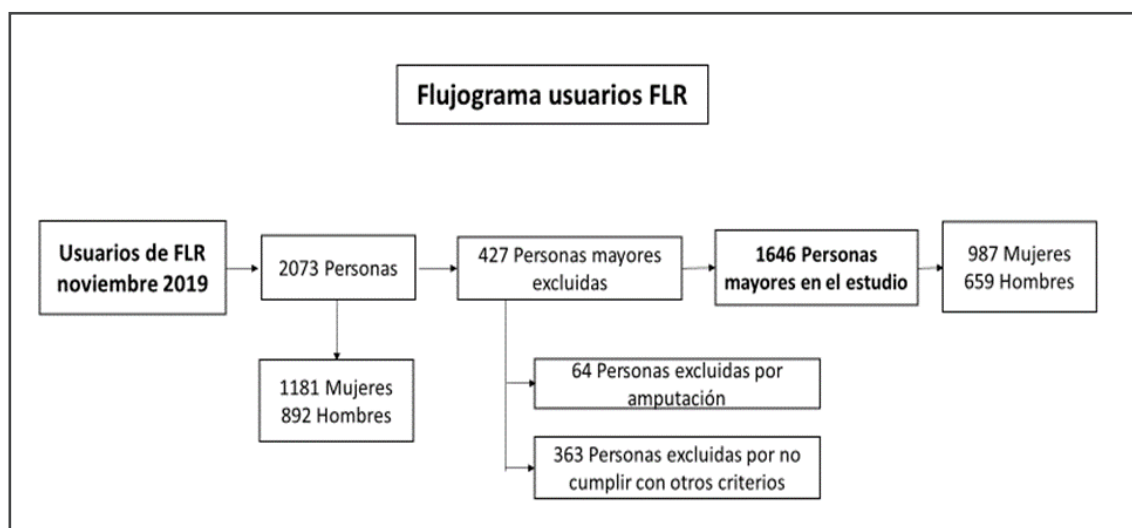 Flujograma usuarios FLR
Usuarios de FLR
noviembre 2019
2073 Personas
1181 Mujeres
892 Hombres
427 Personas mayores
excluidas
64 Personas excluidas por
amputación
363 Personas excluidas por no
cumplir con otros criterios
1646 Personas
mayores en el estudio
987 Mujeres
659 Hombres